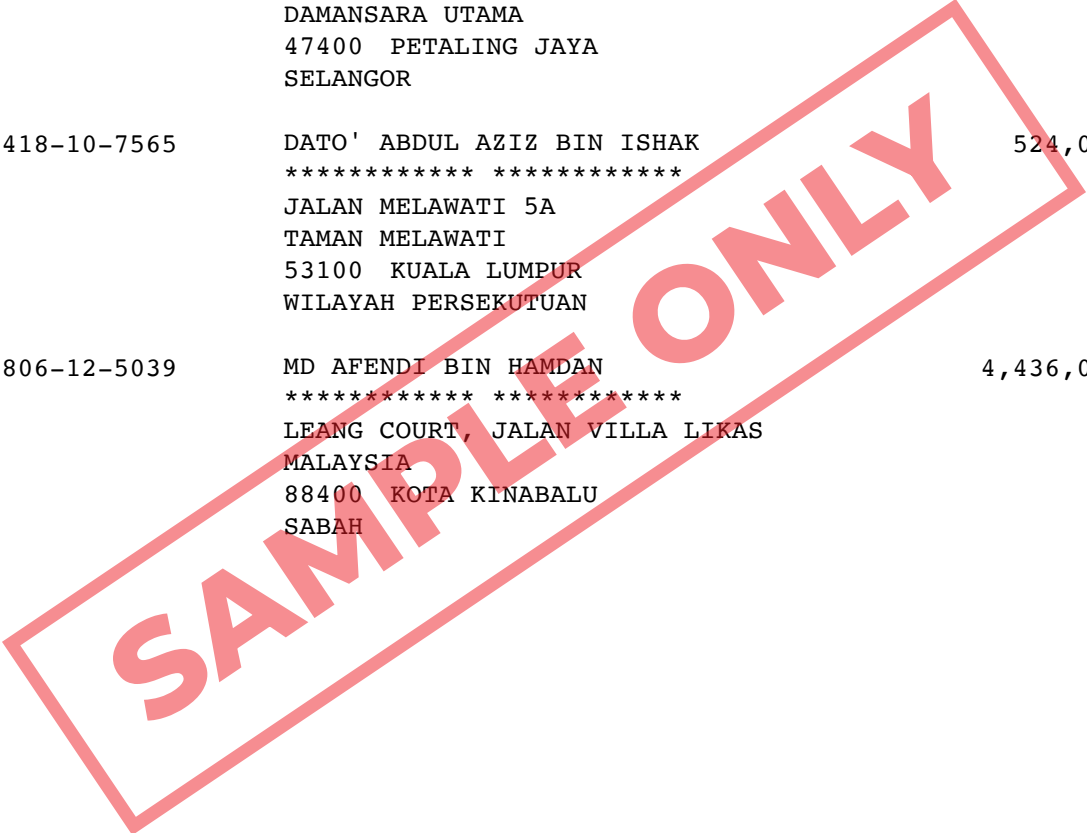 DAMANSARA UTAMA
47400 PETALING JAYA
SELANGOR
418-10-7565 DATO' ABDUL AZIZ BIN ISHAK 524,0
************ ************
JALAN MELAWATI 5A
TAMAN MELAWATI
53100 KUALA LUMPUR
WILAYAH PERSEKUTUAN
806-12-5039 MD AFENDI BIN HAMDAN 4,436,0
************ ************
LEANG COURT, JALAN VILLA LIKAS
MALAYSIA
88400 KOTA KINABALU
SABAH
SAMPLE ONLY